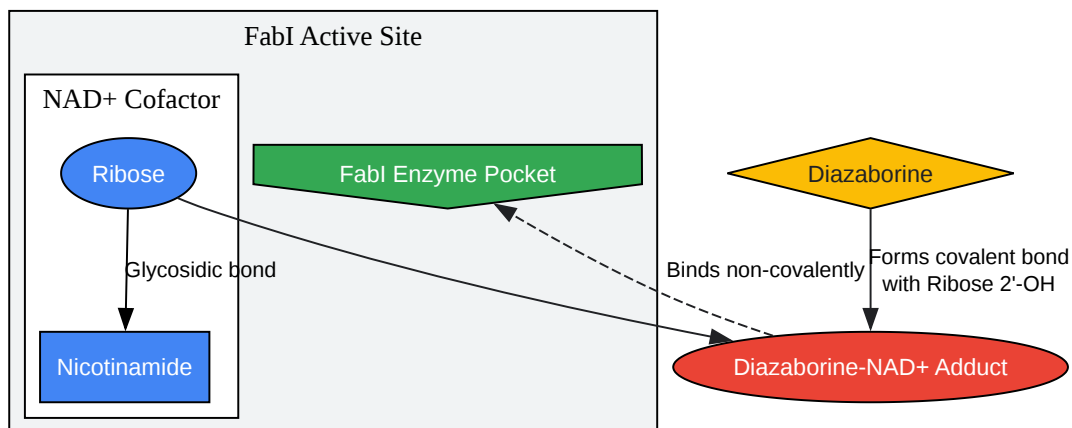 FabI Active Site
NAD+ Cofactor
Ribose
FabI Enzyme Pocket
Diazaborine
Glycosidic bond
Binds non-covalently
Forms covalent bond
with Ribose 2'-OH
Nicotinamide
Diazaborine-NAD+ Adduct